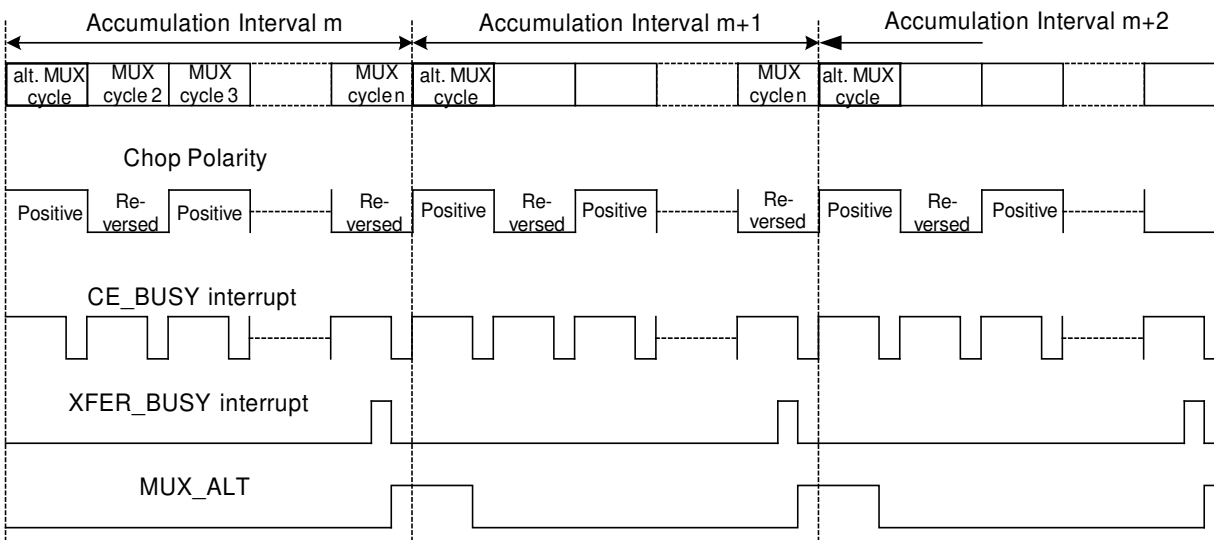 Accumulation Interval m
Accumulation Interval m+1
Accumulation Interval m+2
alt. MUX cycle
MUX cycle 2
MUX cycle 3
MUX cycle n
alt. MUX cycle
MUX cycle n
alt. MUX cycle
Chop Polarity
Positive
Re-
versed
Positive
Re-
versed
Positive
Re-
versed
Positive
Re-
versed
Positive
Re-
versed
Positive
CE_BUSY interrupt
XFER_BUSY interrupt
MUX_ALT